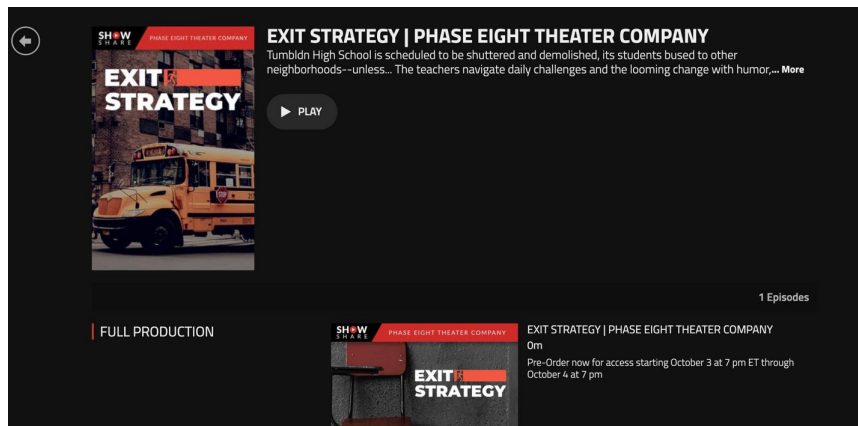 SHOW
SHARE
PHASE EIGHT THEATER COMPANY
EXIT
STRATEGY
STOP
EXIT STRATEGY | PHASE EIGHT THEATER COMPANY
Tumbldn High School is scheduled to be shuttered and demolished, its students bused to other
neighborhoods--unless... The teachers navigate daily challenges and the looming change with humor,... More
PLAY
1 Episodes
FULL PRODUCTION
SHOW
SHARE
PHASE EIGHT THEATER COMPANY
EXIT
STRATEGY
EXIT STRATEGY | PHASE EIGHT THEATER COMPANY
0m
Pre-Order now for access starting October 3 at 7 pm ET through
October 4 at 7 pm